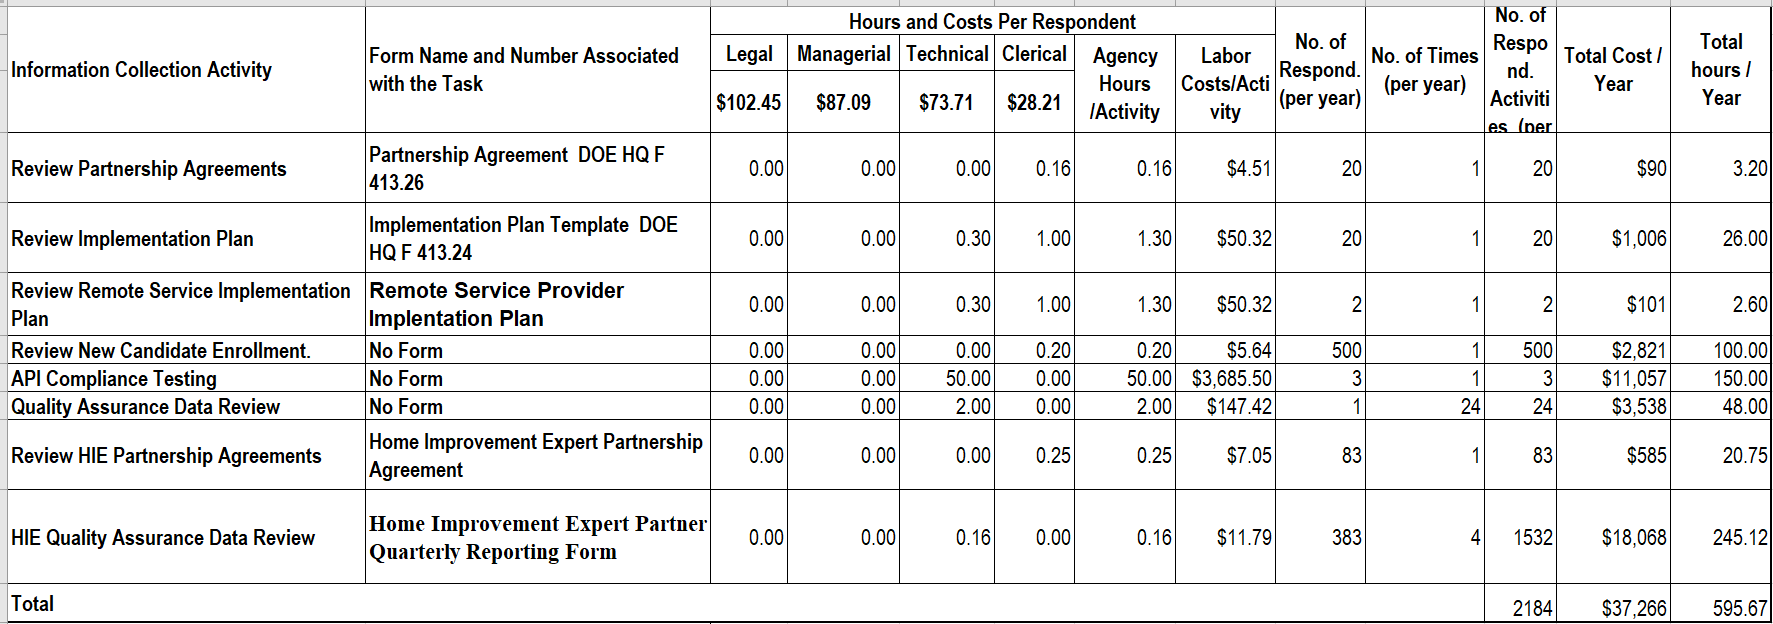 Information Collection Activity
Form Name and Number Associated
with the Task
Hours and Costs Per Respondent
Legal
Managerial
Technical
Clerical
$102.45
$87.09
$73.71
$28.21
Agency
Hours
/Activity
Labor
Costs/Acti
vity
No. of
Respond.
(per year)
No. of Times
(per year)
No. of
Respo
nd.
Activiti
es (per
Total Cost /
Year
Total
hours /
Year
Review Partnership Agreements
Partnership Agreement DOE HQ F
413.26
0.00 0.00 0.00 0.16 0.16 $4.51 20 1 20 $90 3.20
Review Implementation Plan
Implementation Plan Template DOE
HQ F 413.24
0.00 0.00 0.30 1.00 1.30 $50.32 20 1 20 $1,006 26.00
Review Remote Service Implementation
Plan
Remote Service Provider
Implentation Plan
0.00 0.00 0.30 1.00 1.30 $50.32 2 1 2 $101 2.60
Review New Candidate Enrollment. No Form 0.00 0.00 0.00 0.20 0.20 $5.64 500 1 500 $2,821 100.00
API Compliance Testing No Form 0.00 0.00 50.00 0.00 50.00 $3,685.50 3 1 3 $11,057 150.00
Quality Assurance Data Review No Form 0.00 0.00 2.00 0.00 2.00 $147.42 1 24 24 $3,538 48.00
Review HIE Partnership Agreements
Home Improvement Expert Partnership
Agreement
0.00 0.00 0.00 0.25 0.25 $7.05 83 1 83 $585 20.75
HIE Quality Assurance Data Review
Home Improvement Expert Partner
Quarterly Reporting Form
0.00 0.00 0.16 0.00 0.16 $11.79 383 4 1532 $18,068 245.12
Total 2184 $37,266 595.67